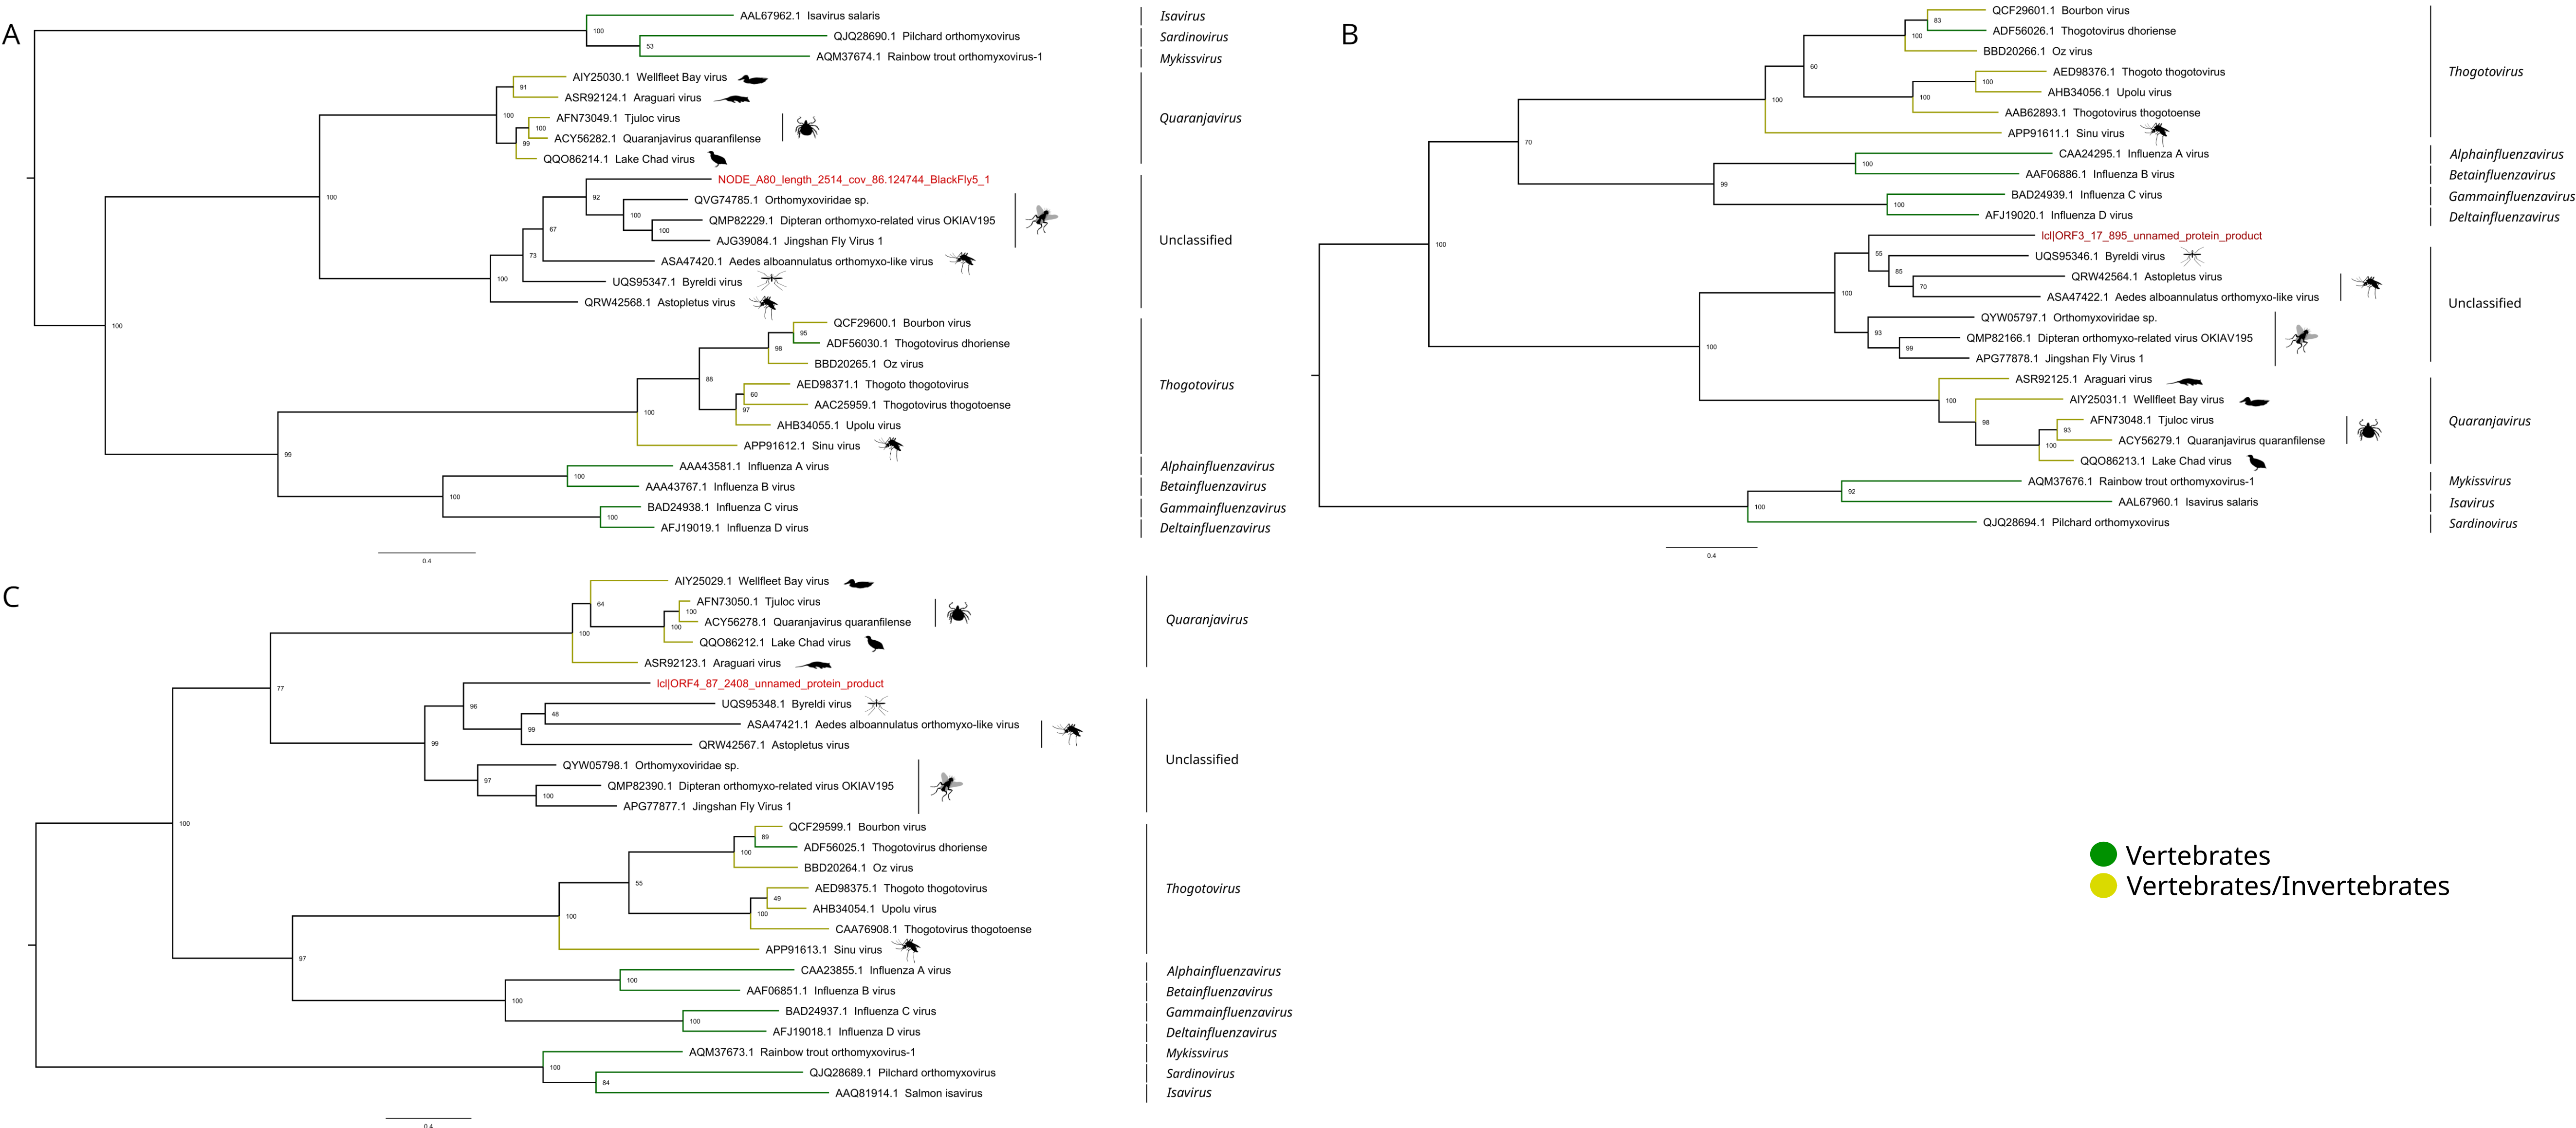 A
AAL67962.1 Isavirus salaris
Isavirus
100
QJQ28690.1 Pilchard orthomyxovirus
Sardinovirus
53
AQM37674.1 Rainbow trout orthomyxovirus-1
Mykissvirus
AIY25030.1 Wellfleet Bay virus
91
ASR92124.1 Araguari virus
100
AFN73049.1 Tjuloc virus
Quaranjavirus
100
ACY56282.1 Quaranjavirus quaranfilense
99
QQO86214.1 Lake Chad virus
NODE_A80_length_2514_cov_86.124744_BlackFly5_1
100
92
QVG74785.1 Orthomyxoviridae sp.
100
QMP82229.1 Dipteran orthomyxo-related virus OKIAV195
67
100
AJG39084.1 Jingshan Fly Virus 1
Unclassified
73
ASA47420.1 Aedes alboannulatus orthomyxo-like virus
100
UQS95347.1 Byreldi virus
QRW42568.1 Astopletus virus
100
QCF29600.1 Bourbon virus
95
ADF56030.1 Thogotovirus dhoriense
98
BBD20265.1 Oz virus
88
AED98371.1 Thogoto thogotovirus
Thogotovirus
60
AAC25959.1 Thogotovirus thogotoense
100
97
AHB34055.1 Upolu virus
APP91612.1 Sinu virus
99
AAA43581.1 Influenza A virus
Alphainfluenzavirus
100
AAA43767.1 Influenza B virus
Betainfluenzavirus
100
BAD24938.1 Influenza C virus
Gammainfluenzavirus
100
AFJ19019.1 Influenza D virus
Deltainfluenzavirus
0.4
B
QCF29601.1 Bourbon virus
83
ADF56026.1 Thogotovirus dhoriense
100
BBD20266.1 Oz virus
60
AED98376.1 Thogoto thogotovirus
Thogotovirus
100
AHB34056.1 Upolu virus
100
100
AAB62893.1 Thogotovirus thogotoense
APP91611.1 Sinu virus
70
CAA24295.1 Influenza A virus
Alphainfluenzavirus
100
AAF06886.1 Influenza B virus
Betainfluenzavirus
99
BAD24939.1 Influenza C virus
Gammainfluenzavirus
100
AFJ19020.1 Influenza D virus
Deltainfluenzavirus
lcl|ORF3_17_895_unnamed_protein_product
100
55
UQS95346.1 Byreldi virus
85
QRW42564.1 Astopletus virus
70
100
ASA47422.1 Aedes alboannulatus orthomyxo-like virus
Unclassified
QYW05797.1 Orthomyxoviridae sp.
93
QMP82166.1 Dipteran orthomyxo-related virus OKIAV195
100
99
APG77878.1 Jingshan Fly Virus 1
ASR92125.1 Araguari virus
100
AIY25031.1 Wellfleet Bay virus
98
AFN73048.1 Tjuloc virus
Quaranjavirus
93
ACY56279.1 Quaranjavirus quaranfilense
100
QQO86213.1 Lake Chad virus
AQM37676.1 Rainbow trout orthomyxovirus-1
Mykissvirus
92
AAL67960.1 Isavirus salaris
Isavirus
100
QJQ28694.1 Pilchard orthomyxovirus
Sardinovirus
0.4
C
AIY25029.1 Wellfleet Bay virus
64
AFN73050.1 Tjuloc virus
100
ACY56278.1 Quaranjavirus quaranfilense
Quaranjavirus
100
100
QQO86212.1 Lake Chad virus
ASR92123.1 Araguari virus
77
lcl|ORF4_87_2408_unnamed_protein_product
96
UQS95348.1 Byreldi virus
48
ASA47421.1 Aedes alboannulatus orthomyxo-like virus
99
99
QRW42567.1 Astopletus virus
Unclassified
QYW05798.1 Orthomyxoviridae sp.
97
QMP82390.1 Dipteran orthomyxo-related virus OKIAV195
100
APG77877.1 Jingshan Fly Virus 1
100
QCF29599.1 Bourbon virus
89
ADF56025.1 Thogotovirus dhoriense
100
BBD20264.1 Oz virus
55
AED98375.1 Thogoto thogotovirus
Thogotovirus
49
AHB34054.1 Upolu virus
100
100
CAA76908.1 Thogotovirus thogotoense
APP91613.1 Sinu virus
97
CAA23855.1 Influenza A virus
Alphainfluenzavirus
100
AAF06851.1 Influenza B virus
Betainfluenzavirus
100
BAD24937.1 Influenza C virus
Gammainfluenzavirus
100
AFJ19018.1 Influenza D virus
Deltainfluenzavirus
AQM37673.1 Rainbow trout orthomyxovirus-1
Mykissvirus
100
QJQ28689.1 Pilchard orthomyxovirus
Sardinovirus
84
AAQ81914.1 Salmon isavirus
Isavirus
0.4
Vertebrates
Vertebrates/Invertebrates